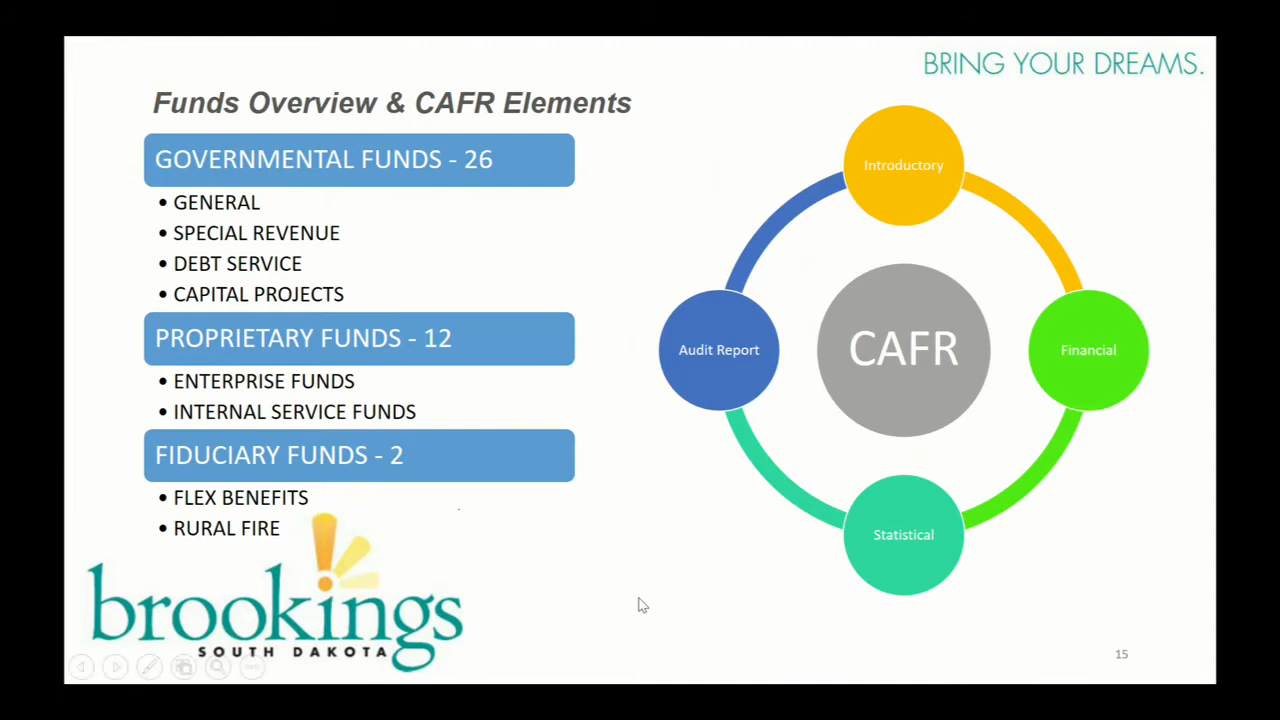 BRING YOUR DREAMS.
Funds Overview & CAFR Elements
GOVERNMENTAL FUNDS - 26
• GENERAL
• SPECIAL REVENUE
• DEBT SERVICE
• CAPITAL PROJECTS
PROPRIETARY FUNDS - 12
• ENTERPRISE FUNDS
• INTERNAL SERVICE FUNDS
FIDUCIARY FUNDS - 2
• FLEX BENEFITS
• RURAL FIRE
Introductory
Audit Report
CAFR
Financial
Statistical
brookings
SOUTH DAKOTA
15